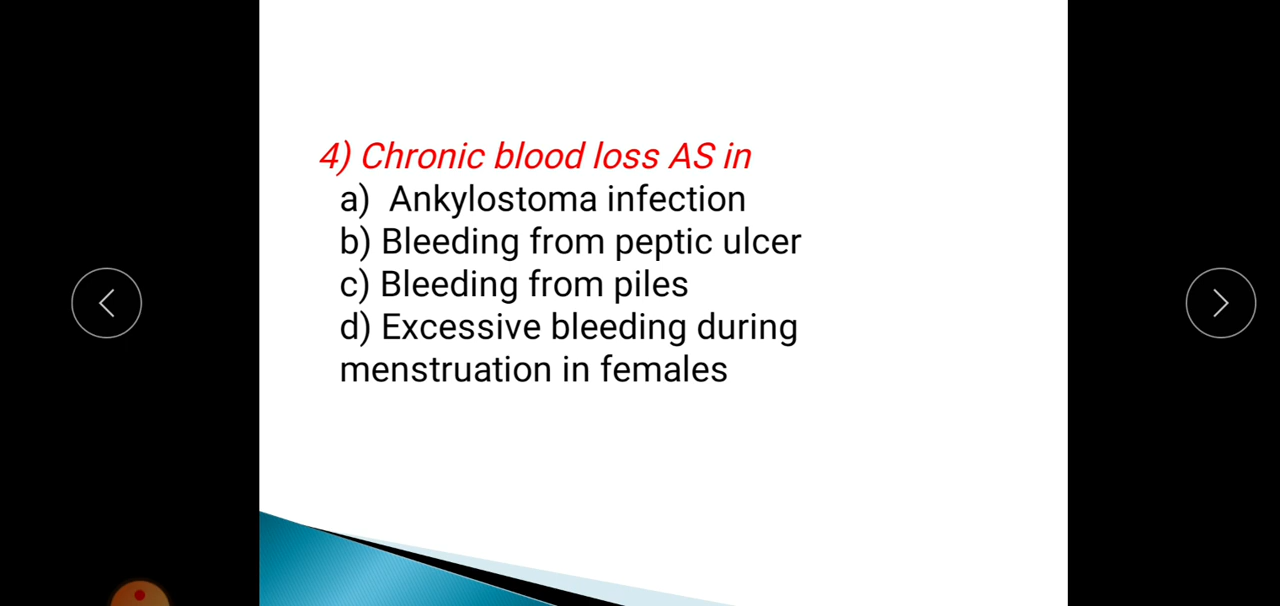 4) Chronic blood loss AS in
a) Ankylostoma infection
b) Bleeding from peptic ulcer
c) Bleeding from piles
d) Excessive bleeding during
menstruation in females